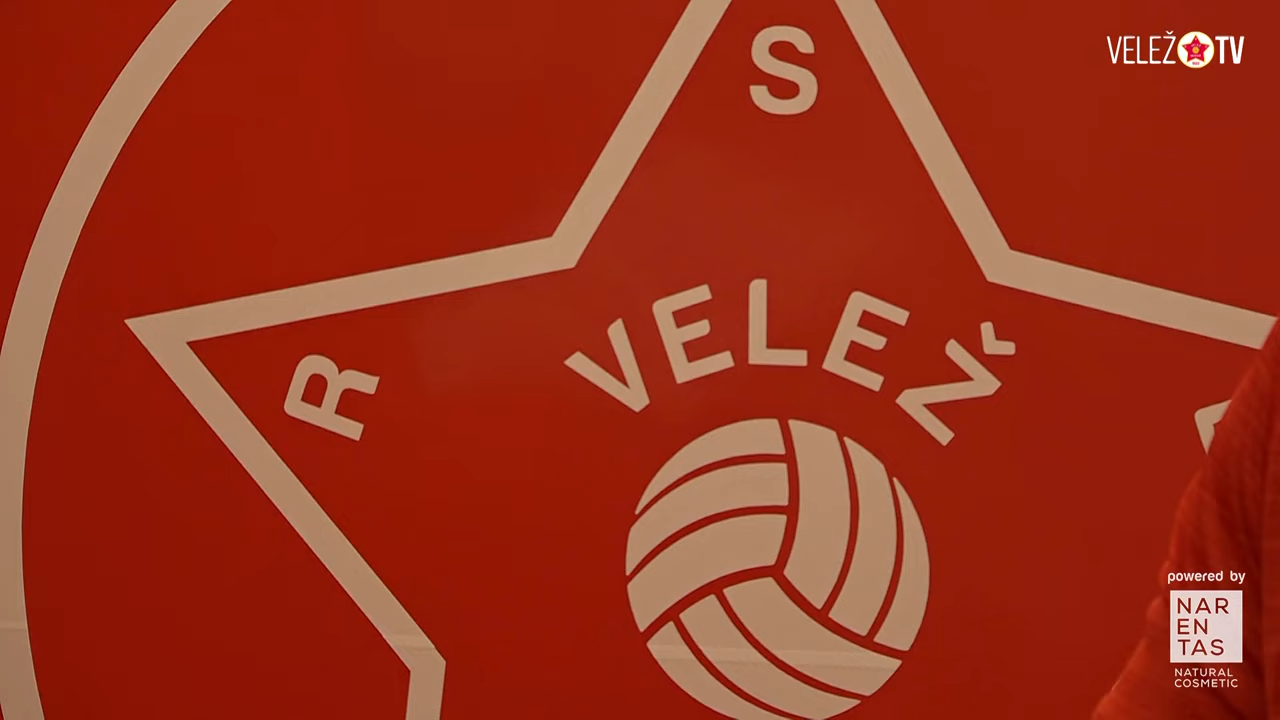 S
VELEŽ TV
VELEŽ
R
powered by
NAR
EN
TAS
NATURAL
COSMETIC